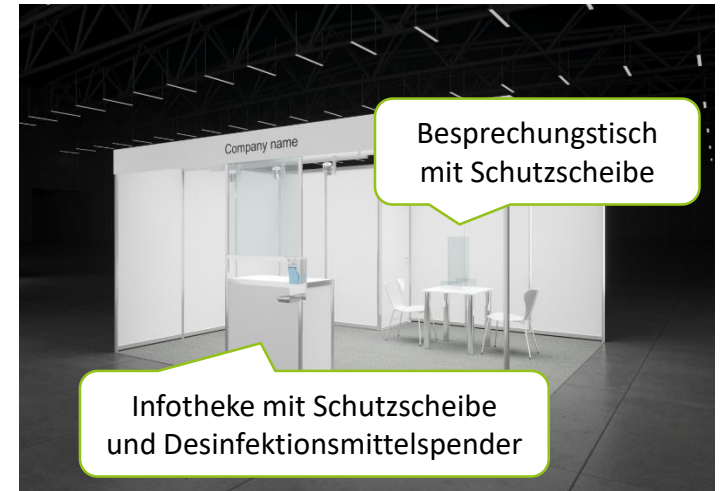 Company name
Besprechungstisch
mit Schutzscheibe
Infotheke mit Schutzscheibe
und Desinfektionsmittelspender